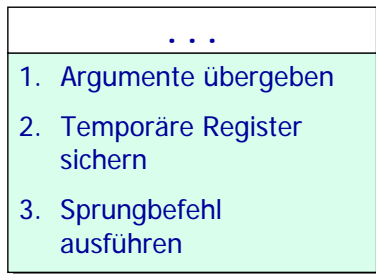 ...
1. Argumente übergeben
2. Temporäre Register
sichern
3. Sprungbefehl
ausführen